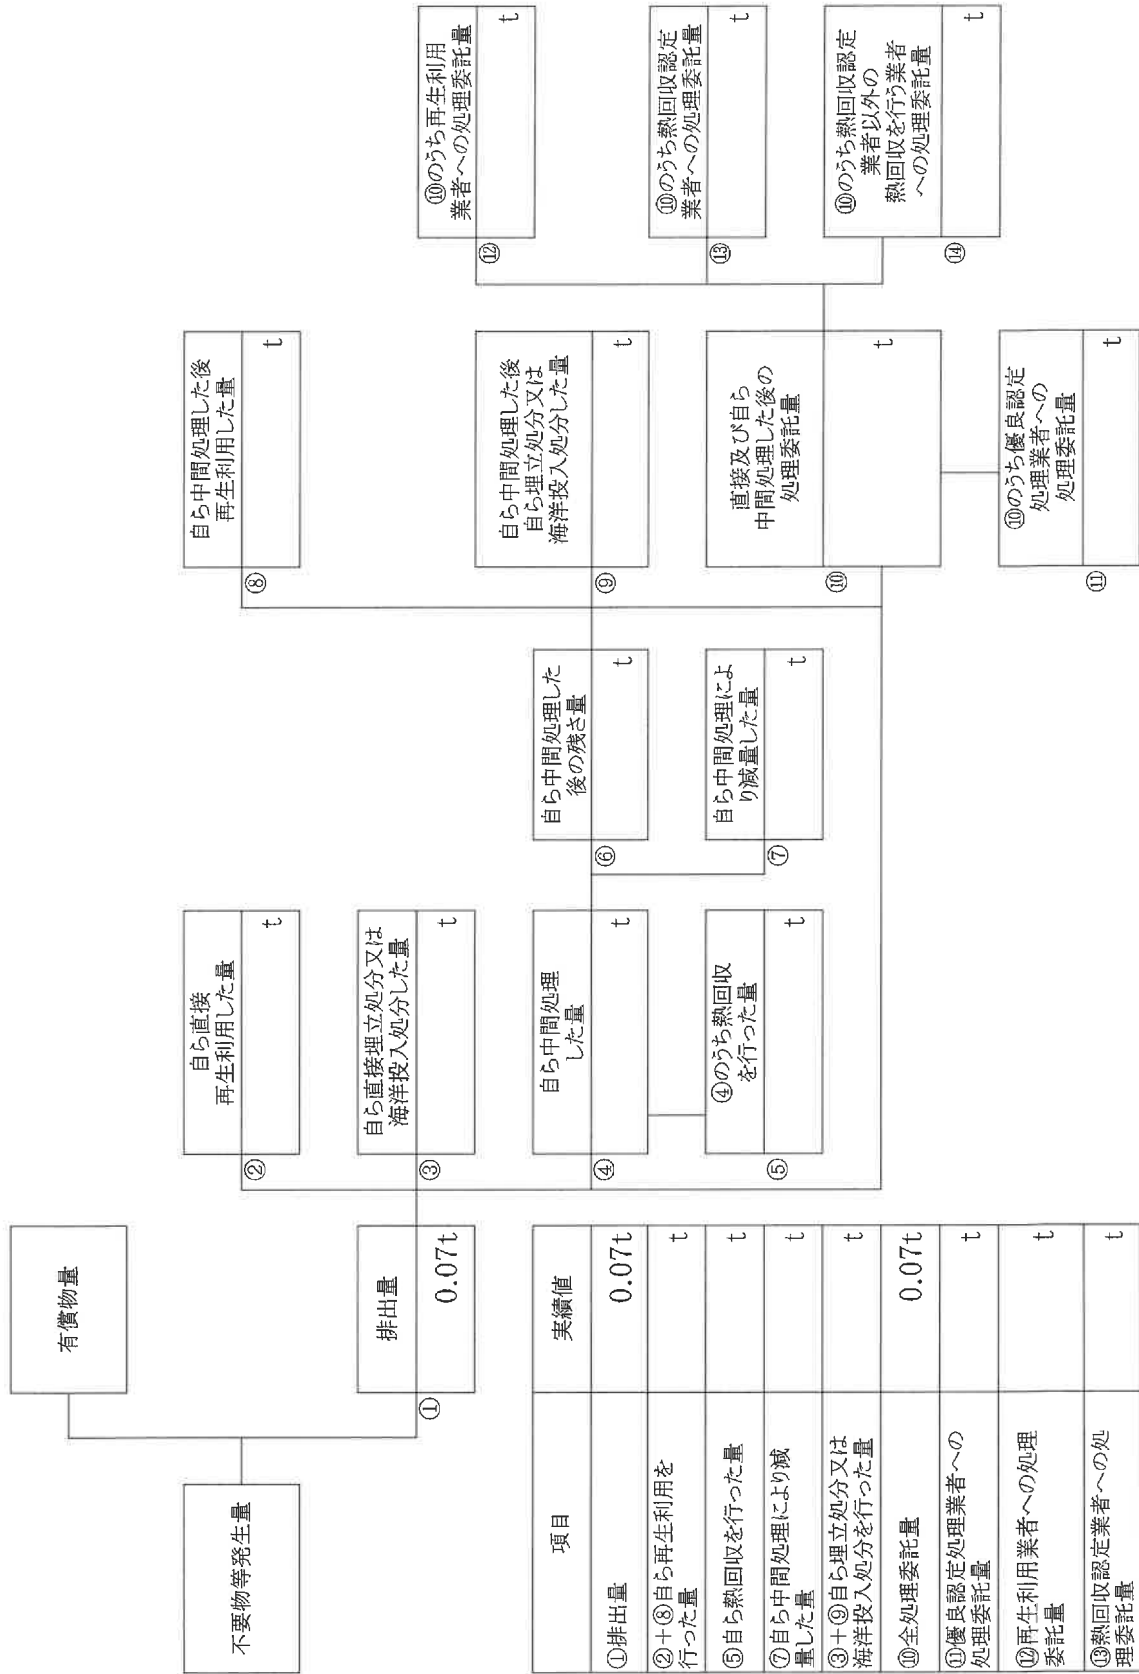 有償物量
不要物等発生量
排出量
①
0.07t
自ら直接
再生利用した量
②
t
自ら直接埋立処分又は
海洋投入処分した量
③
t
自ら中間処理
した量
④
t
④のうち熱回収
を行った量
⑤
t
自ら中間処理した
後の残さ量
⑥
t
自ら中間処理によ
り減量した量
⑦
t
自ら中間処理した後
再生利用した量
⑧
t
自ら中間処理した後
自ら埋立処分又は
海洋投入処分した量
⑨
t
直接及び自ら
中間処理した後の
処理委託量
⑩
t
⑩のうち優良認定
処理業者への
処理委託量
⑪
t
⑩のうち再生利用
業者への処理委託量
⑫
t
⑩のうち熱回収認定
業者への処理委託量
⑬
t
⑩のうち熱回収認定
業者以外の
熱回収を行う業者
への処理委託量
⑭
t
項目 実績値
①排出量 0.07t
②+⑧自ら再生利用を
行った量 t
⑤自ら熱回収を行った量 t
⑦自ら中間処理により減
量した量 t
③+⑨自ら埋立処分又は
海洋投入処分を行った量 t
⑩全処理委託量 0.07t
⑪優良認定処理業者への
処理委託量 t
⑫再生利用業者への処理
委託量 t
⑬熱回収認定業者への処
理委託量 t